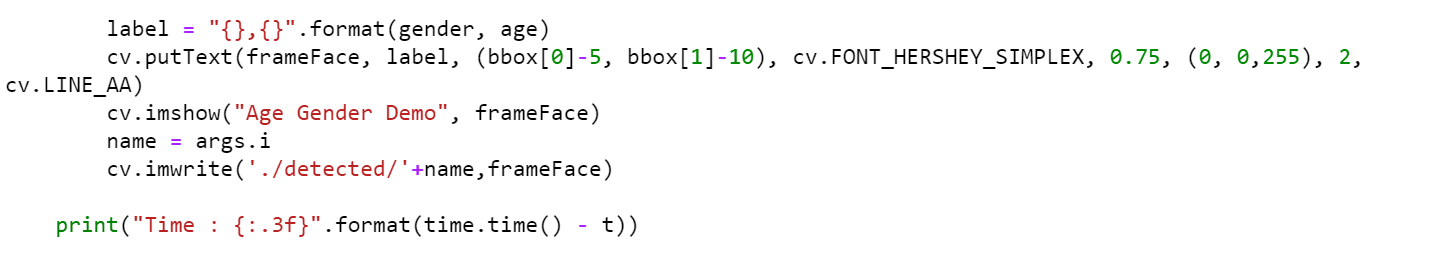 label = "{},{}".format(gender, age)
cv.putText(frameFace, label, (bbox[0]-5, bbox[1]-10), cv.FONT_HERSHEY_SIMPLEX, 0.75, (0, 0,255), 2,
cv.LINE_AA)
cv.imshow("Age Gender Demo", frameFace)
name = args.i
cv.imwrite('./detected/'+name,frameFace)
print("Time : {:.3f}".format(time.time() - t))